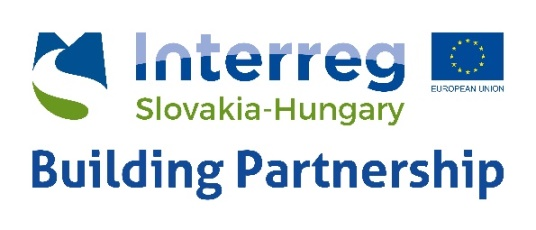 Interreg
EUROPEAN UNION
Slovakia-Hungary
Building Partnership